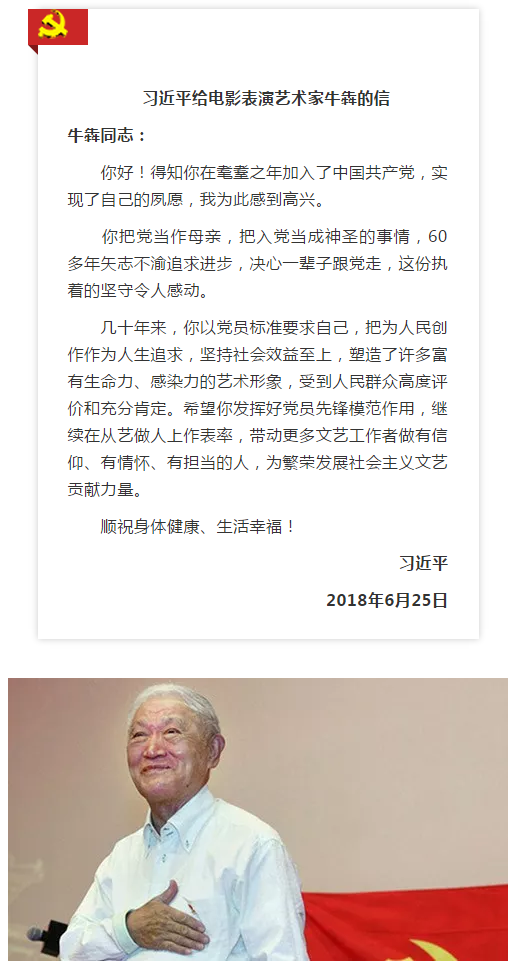 习近平给电影表演艺术家牛犇的信
牛犇同志：
你好！得知你在耄耋之年加入了中国共产党，实
现了自己的夙愿，我为此感到高兴。
你把党当作母亲，把入党当成神圣的事情，60
多年矢志不渝追求进步，决心一辈子跟党走，这份执
着的坚守令人感动。
几十年来，你以党员标准要求自己，把为人民创
作作为人生追求，坚持社会效益至上，塑造了许多富
有生命力、感染力的艺术形象，受到人民群众高度评
价和充分肯定。希望你发挥好党员先锋模范作用，继
续在从艺做人上作表率，带动更多文艺工作者做有信
仰、有情怀、有担当的人，为繁荣发展社会主义文艺
贡献力量。
顺祝身体健康、生活幸福！
习近平
2018年6月25日